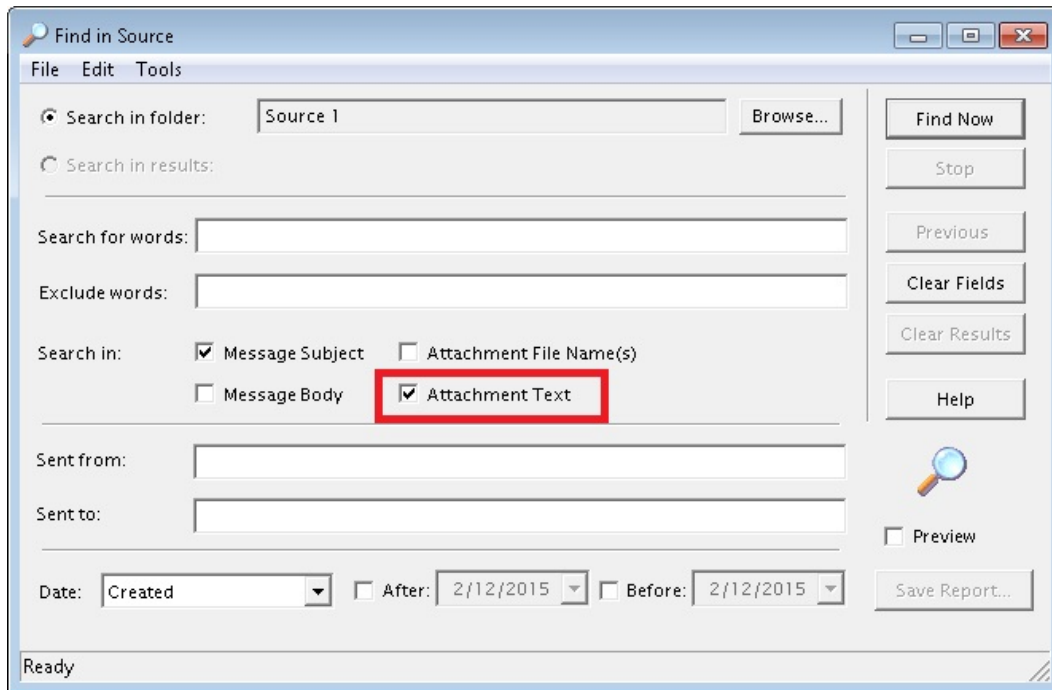 Find in Source
File Edit Tools
Search in folder: Source 1 Browse... Find Now
Search in results: Stop
Search for words: Previous
Exclude words: Clear Fields
Clear Results
Search in: Message Subject Attachment File Name(s)
Message Body Attachment Text Help
Sent from:
Sent to:
Preview
Date: Created After: 2/12/2015 Before: 2/12/2015 Save Report...
Ready